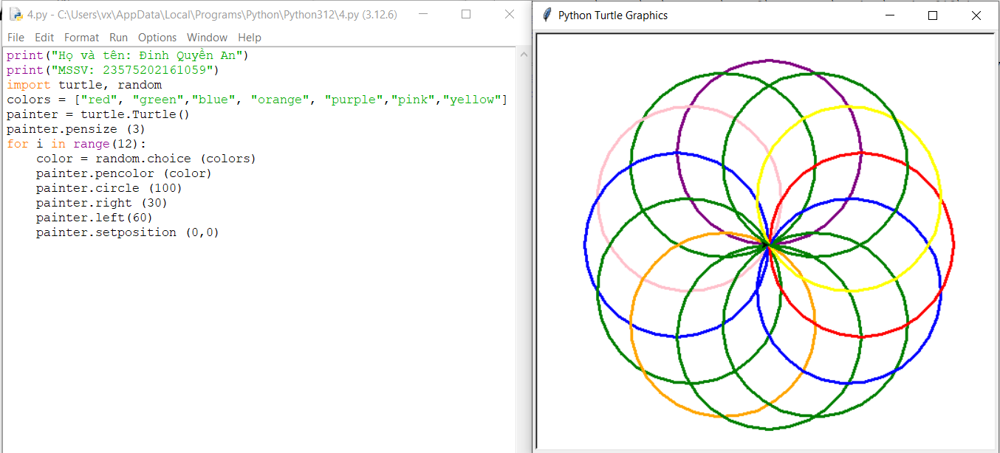 4.py - C:\Users\vx\AppData\Local\Programs\Python\Python312\4.py (3.12.6)
File Edit Format Run Options Window Help
print("Họ và tên: Đinh Quyền An")
print("MSSV: 23575202161059")
import turtle, random
colors = ["red", "green","blue", "orange", "purple","pink","yellow"]
painter = turtle.Turtle()
painter.pensize (3)
for i in range(12):
    color = random.choice (colors)
    painter.pencolor (color)
    painter.circle (100)
    painter.right (30)
    painter.left(60)
    painter.setposition (0,0)
Python Turtle Graphics